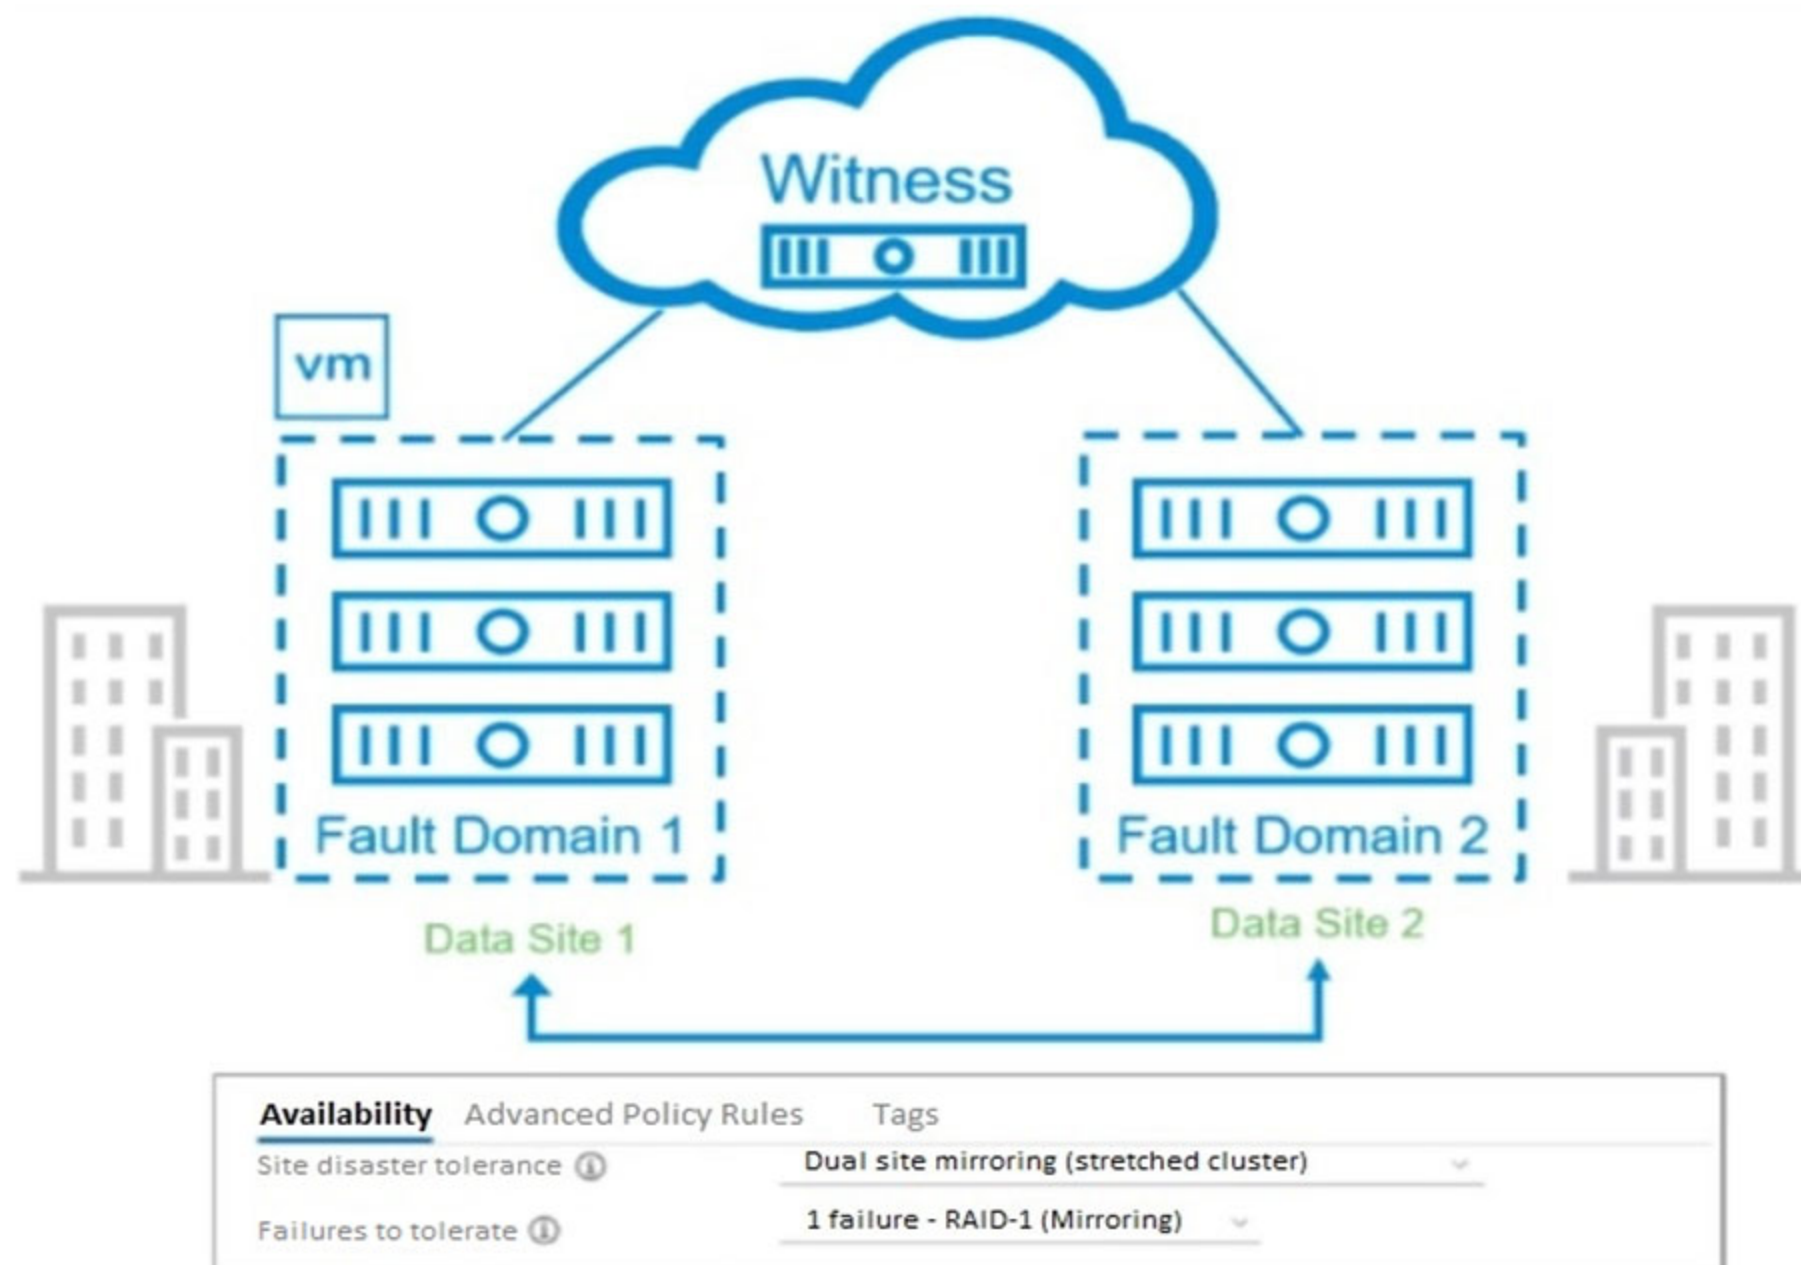 Witness
vm
Fault Domain 1
Fault Domain 2
Data Site 1
Data Site 2
Availability Advanced Policy Rules Tags
Site disaster tolerance Dual site mirroring (stretched cluster)
Failures to tolerate 1 failure - RAID-1 (Mirroring)